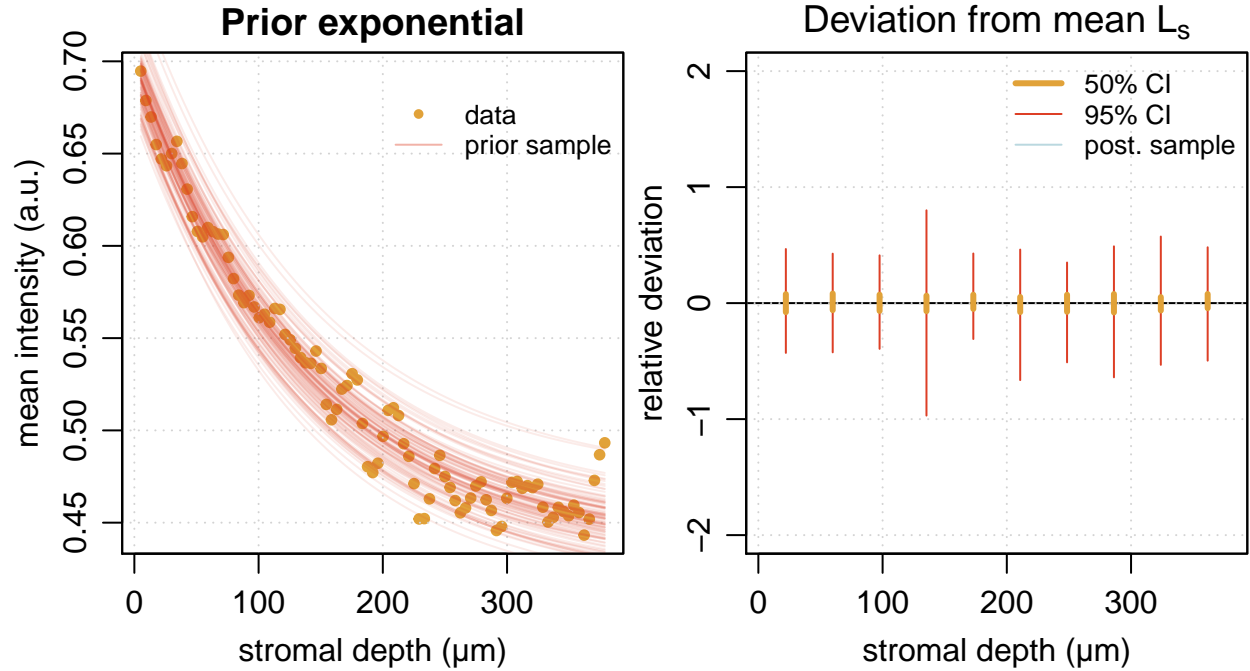 Prior exponential
0.70
0.65
0.60
0.55
0.50
0.45
mean intensity (a.u.)
data
prior sample
0
100
200
300
stromal depth (µm)
Deviation from mean Ls
2
1
0
−1
−2
relative deviation
50% CI
95% CI
post. sample
0
100
200
300
stromal depth (µm)